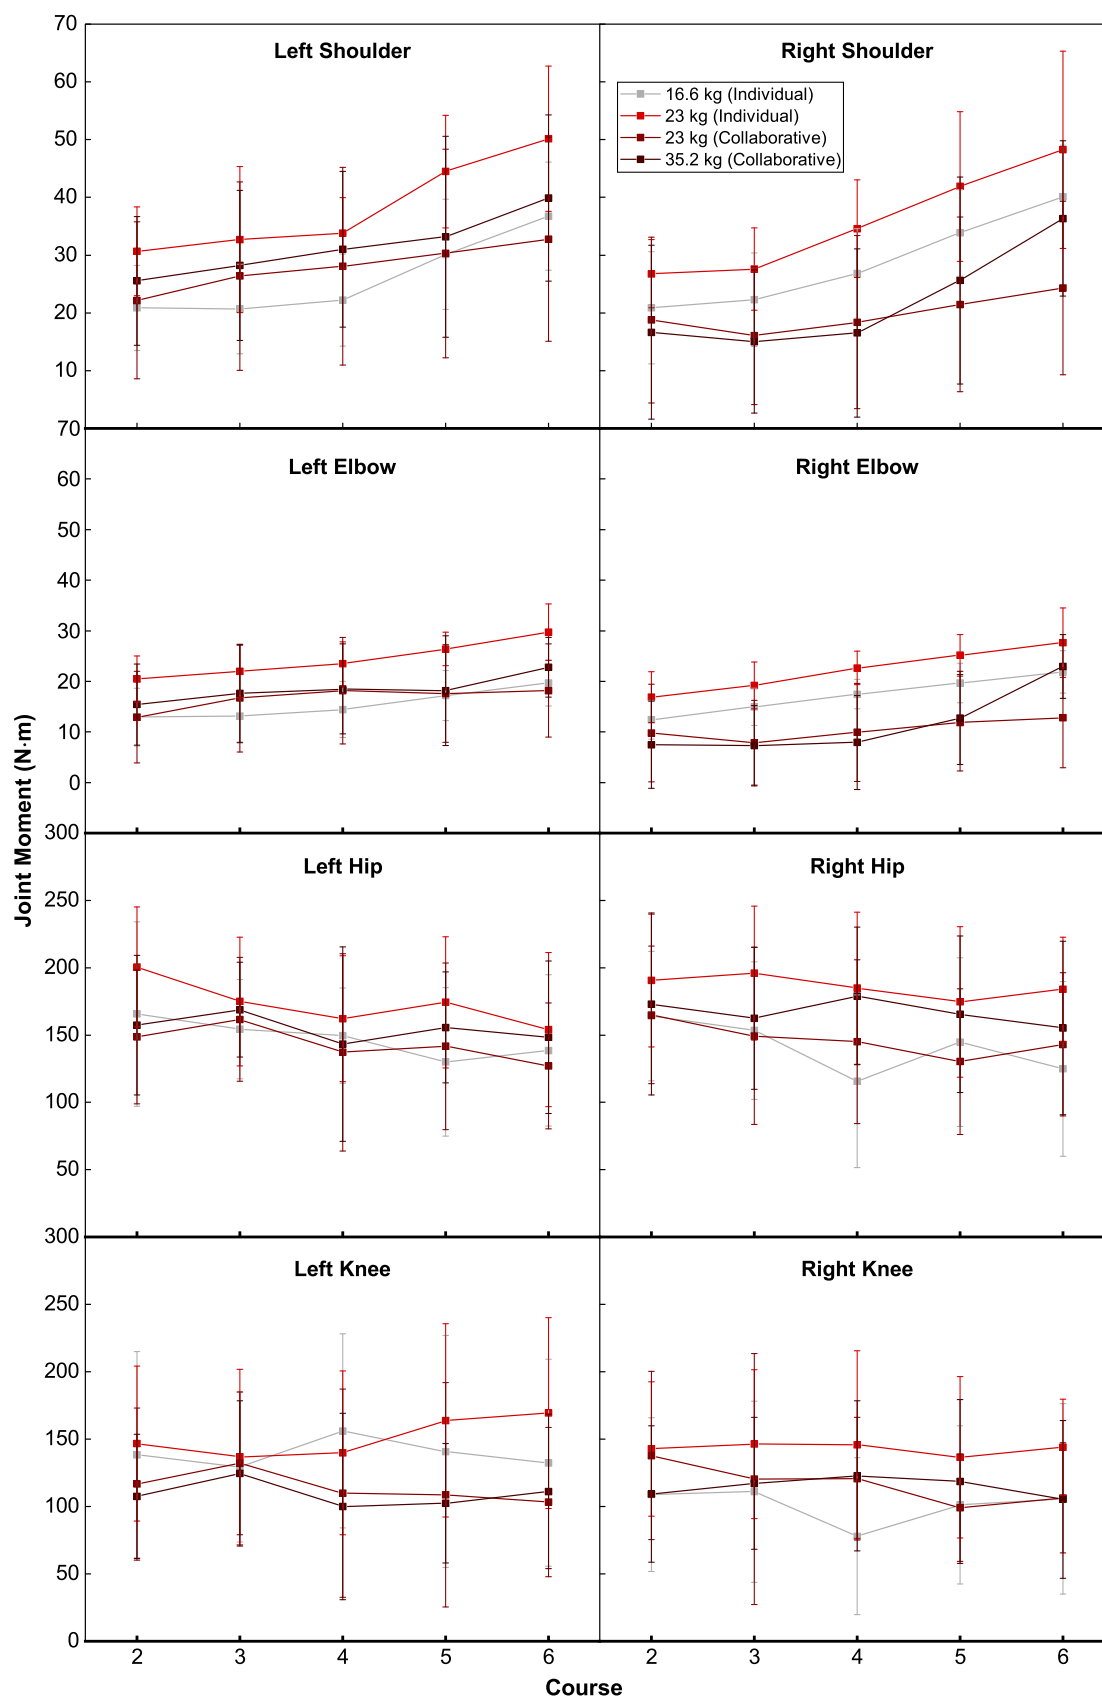 Left Shoulder
Right Shoulder
16.6 kg (Individual)
23 kg (Individual)
23 kg (Collaborative)
35.2 kg (Collaborative)
70
60
50
40
30
20
10
Left Elbow
Right Elbow
70
60
50
40
30
20
10
0
Joint Moment (N·m)
Left Hip
Right Hip
300
250
200
150
100
50
Left Knee
Right Knee
300
250
200
150
100
50
0
2 3 4 5 6 2 3 4 5 6
Course